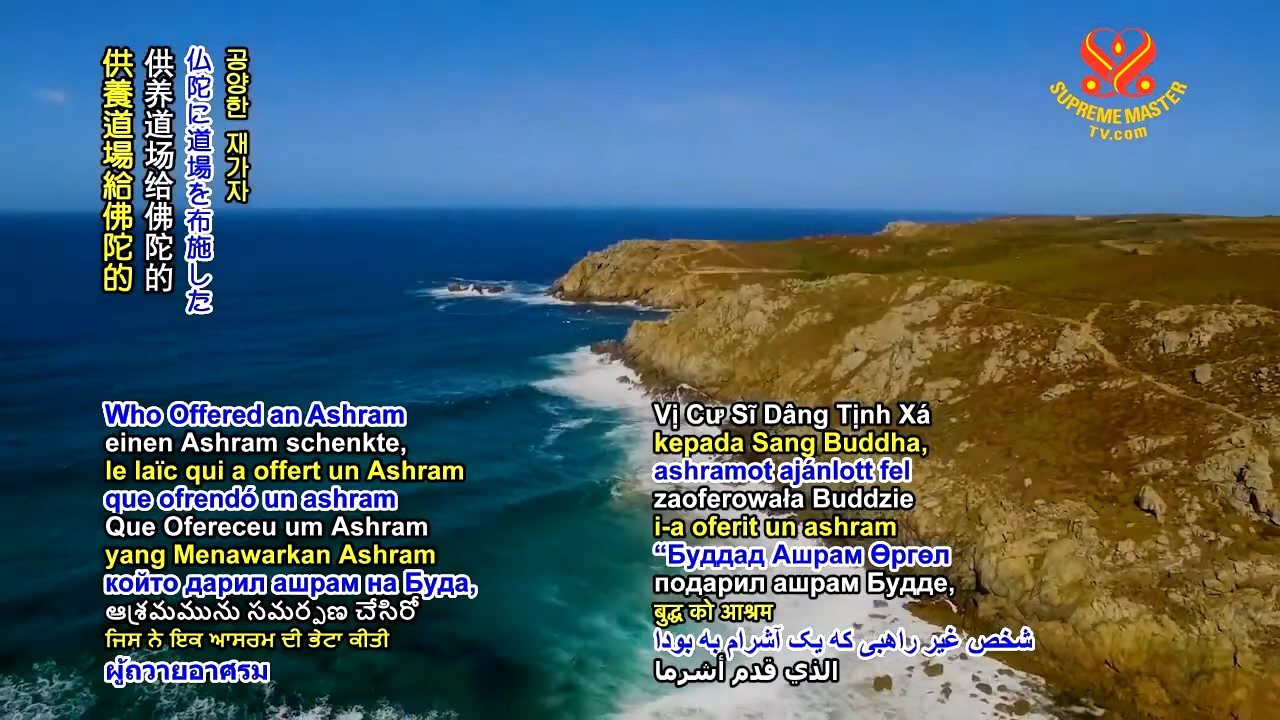 공양한 재가자
仏陀に道場を布施した
供养道场给佛陀的
供養道場給佛陀的
SUPREME MASTER
TV.com
Who Offered an Ashram
einen Ashram schenkte,
le laïc qui a offert un Ashram
que ofrendó un ashram
Que Ofereceu um Ashram
yang Menawarkan Ashram
който дарил ашрам на Буда,
ఆశ్రమమును సమర్పణ చేసిరో
ਜਿਸ ਨੇ ਇਕ ਆਸਰਮ ਦੀ ਭੇਟਾ ਕੀਤੀ
ผู้ถวายอาศรม
Vị Cư Sĩ Dâng Tịnh Xá
kepada Sang Buddha,
ashramot ajánlott fel
zaoferowała Buddzie
i-a oferit un ashram
“Буддад Ашрам Өргөл
подарил ашрам Будде,
बुद्ध को आश्रम
شخص غیر راهبی که یک آشرام به بودا
الذي قدم أشرما